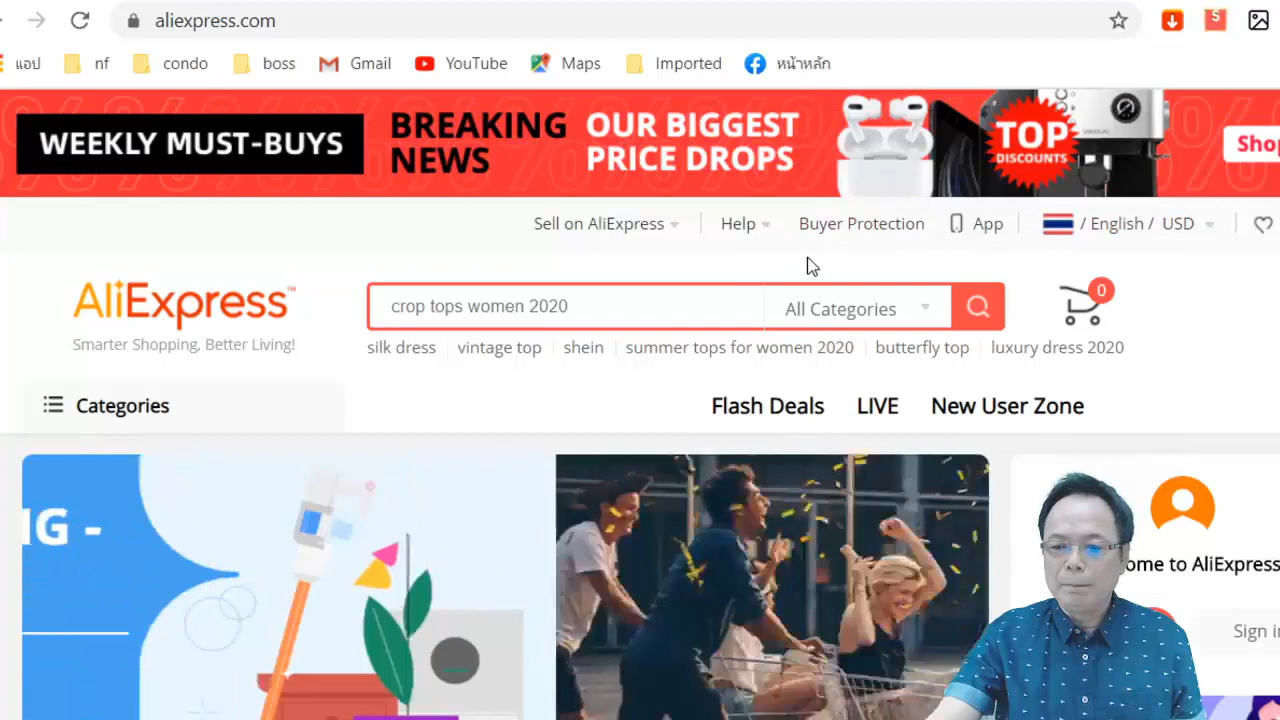 aliexpress.com
แอป nf condo boss Gmail YouTube Maps Imported หน้าหลัก
WEEKLY MUST-BUYS
BREAKING NEWS
OUR BIGGEST PRICE DROPS
TOP DISCOUNTS
Sell on AliExpress Help Buyer Protection App / English / USD
AliExpress™
Smarter Shopping, Better Living!
crop tops women 2020 All Categories
0
silk dress vintage top shein summer tops for women 2020 butterfly top luxury dress 2020
Categories Flash Deals LIVE New User Zone
ome to AliExpress
Sign in